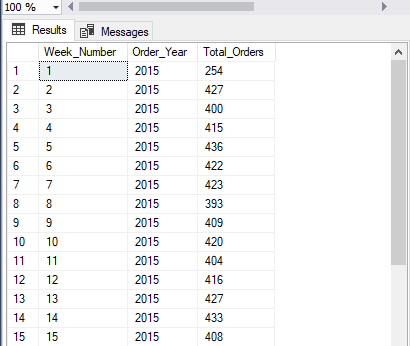 100 %
Results Messages
Week_Number Order_Year Total_Orders
1 1 2015 254
2 2 2015 427
3 3 2015 400
4 4 2015 415
5 5 2015 436
6 6 2015 422
7 7 2015 423
8 8 2015 393
9 9 2015 409
10 10 2015 420
11 11 2015 404
12 12 2015 416
13 13 2015 427
14 14 2015 433
15 15 2015 408